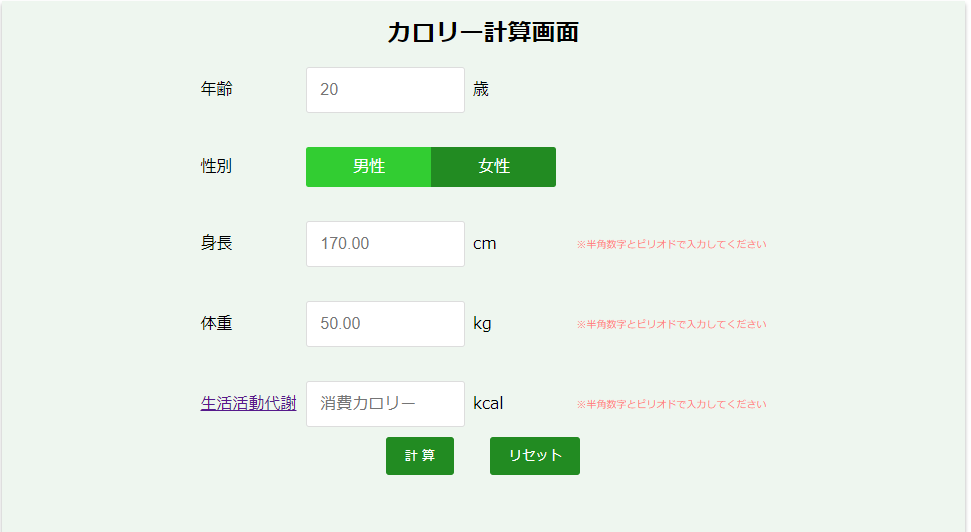 カロリー計算画面
年齢 20 歳
性別 男性 女性
身長 170.00 cm ※半角数字とピリオドで入力してください
体重 50.00 kg ※半角数字とピリオドで入力してください
生活活動代謝 消費カロリー kcal ※半角数字とピリオドで入力してください
計 算 リセット